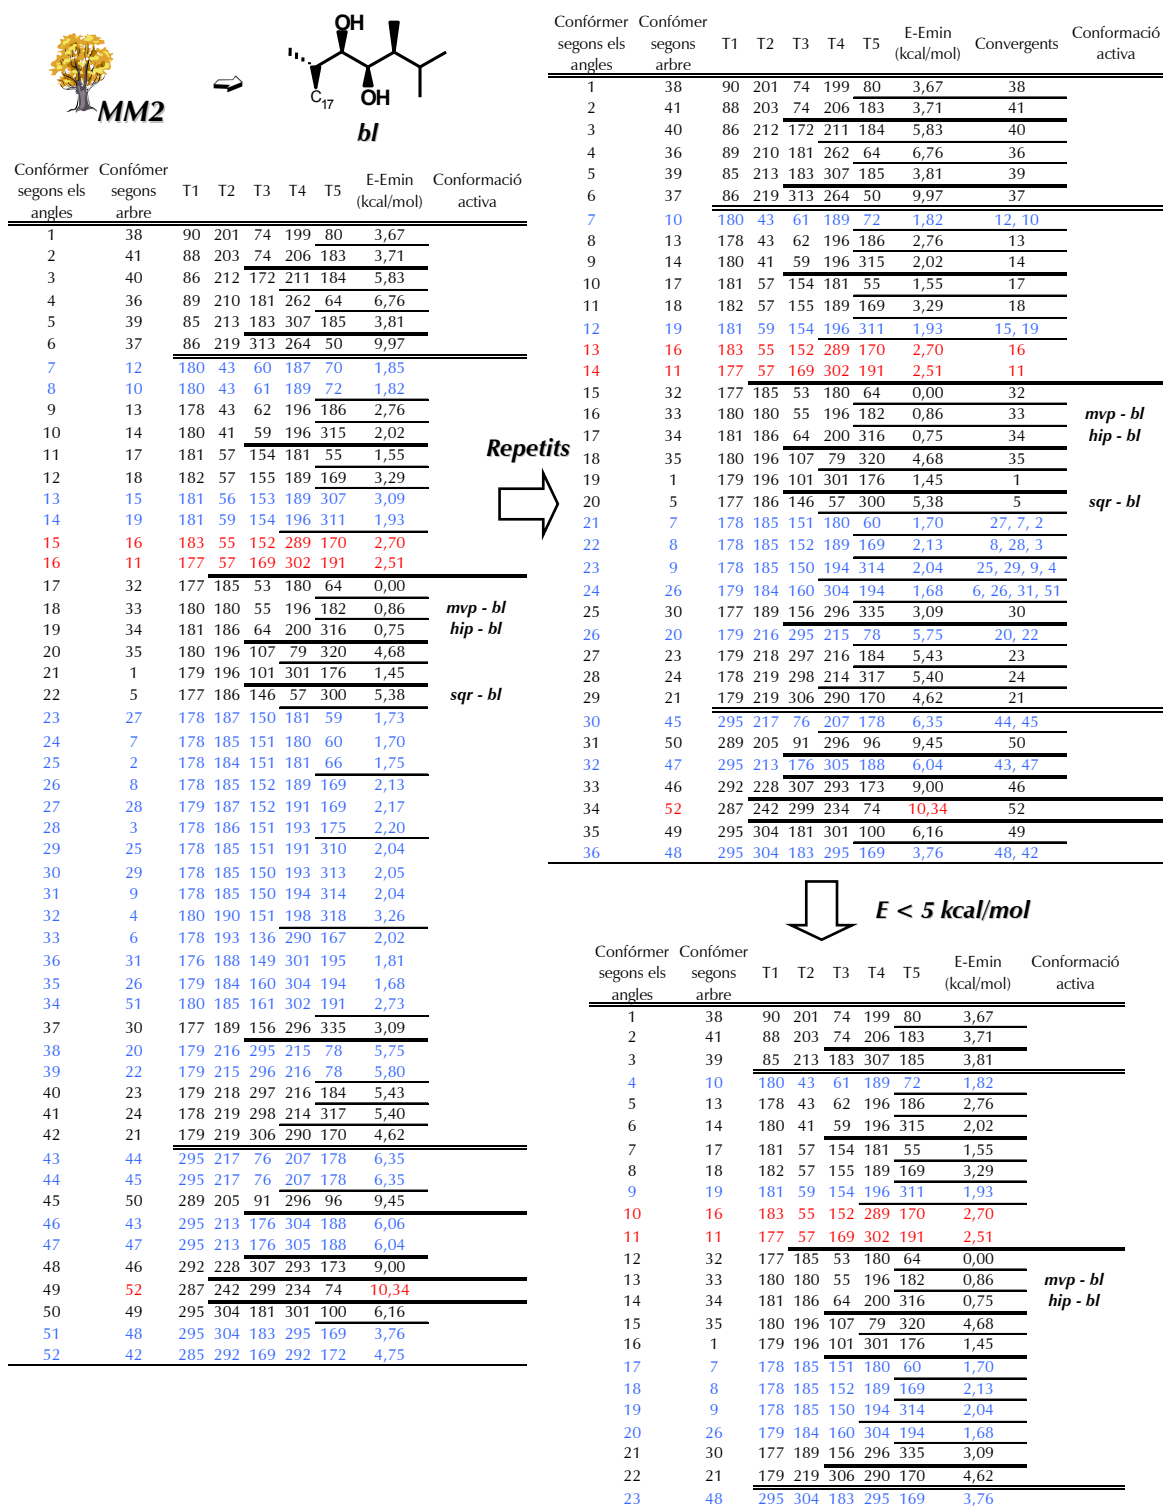 MM2
OH
C17
OH
bl
Confórmer segons els angles Confómer segons arbre T1 T2 T3 T4 T5 E-Emin (kcal/mol) Conformació activa
1 38 90 201 74 199 80 3,67
2 41 88 203 74 206 183 3,71
3 40 86 212 172 211 184 5,83
4 36 89 210 181 262 64 6,76
5 39 85 213 183 307 185 3,81
6 37 86 219 313 264 50 9,97
7 12 180 43 60 187 70 1,85
8 10 180 43 61 189 72 1,82
9 13 178 43 62 196 186 2,76
10 14 180 41 59 196 315 2,02
11 17 181 57 154 181 55 1,55
12 18 182 57 155 189 169 3,29
13 15 181 56 153 189 307 3,09
14 19 181 59 154 196 311 1,93
15 16 183 55 152 289 170 2,70
16 11 177 57 169 302 191 2,51
17 32 177 185 53 180 64 0,00
18 33 180 180 55 196 182 0,86 mvp - bl
19 34 181 186 64 200 316 0,75 hip - bl
20 35 180 196 107 79 320 4,68
21 1 179 196 101 301 176 1,45
22 5 177 186 146 57 300 5,38 sqr - bl
23 27 178 187 150 181 59 1,73
24 7 178 185 151 180 60 1,70
25 2 178 184 151 181 66 1,75
26 8 178 185 152 189 169 2,13
27 28 179 187 152 191 169 2,17
28 3 178 186 151 193 175 2,20
29 25 178 185 151 191 310 2,04
30 29 178 185 150 193 313 2,05
31 9 178 185 150 194 314 2,04
32 4 180 190 151 198 318 3,26
33 6 178 193 136 290 167 2,02
36 31 176 188 149 301 195 1,81
35 26 179 184 160 304 194 1,68
34 51 180 185 161 302 191 2,73
37 30 177 189 156 296 335 3,09
38 20 179 216 295 215 78 5,75
39 22 179 215 296 216 78 5,80
40 23 179 218 297 216 184 5,43
41 24 178 219 298 214 317 5,40
42 21 179 219 306 290 170 4,62
43 44 295 217 76 207 178 6,35
44 45 295 217 76 207 178 6,35
45 50 289 205 91 296 96 9,45
46 43 295 213 176 304 188 6,06
47 47 295 213 176 305 188 6,04
48 46 292 228 307 293 173 9,00
49 52 287 242 299 234 74 10,34
50 49 295 304 181 301 100 6,16
51 48 295 304 183 295 169 3,76
52 42 285 292 169 292 172 4,75
Repetits
Confórmer segons els angles Confómer segons arbre T1 T2 T3 T4 T5 E-Emin (kcal/mol) Convergents Conformació activa
1 38 90 201 74 199 80 3,67 38
2 41 88 203 74 206 183 3,71 41
3 40 86 212 172 211 184 5,83 40
4 36 89 210 181 262 64 6,76 36
5 39 85 213 183 307 185 3,81 39
6 37 86 219 313 264 50 9,97 37
7 10 180 43 61 189 72 1,82 12, 10
8 13 178 43 62 196 186 2,76 13
9 14 180 41 59 196 315 2,02 14
10 17 181 57 154 181 55 1,55 17
11 18 182 57 155 189 169 3,29 18
12 19 181 59 154 196 311 1,93 15, 19
13 16 183 55 152 289 170 2,70 16
14 11 177 57 169 302 191 2,51 11
15 32 177 185 53 180 64 0,00 32
16 33 180 180 55 196 182 0,86 33 mvp - bl
17 34 181 186 64 200 316 0,75 34 hip - bl
18 35 180 196 107 79 320 4,68 35
19 1 179 196 101 301 176 1,45 1
20 5 177 186 146 57 300 5,38 5 sqr - bl
21 7 178 185 151 180 60 1,70 27, 7, 2
22 8 178 185 152 189 169 2,13 8, 28, 3
23 9 178 185 150 194 314 2,04 25, 29, 9, 4
24 26 179 184 160 304 194 1,68 6, 26, 31, 51
25 30 177 189 156 296 335 3,09 30
26 20 179 216 295 215 78 5,75 20, 22
27 23 179 218 297 216 184 5,43 23
28 24 178 219 298 214 317 5,40 24
29 21 179 219 306 290 170 4,62 21
30 45 295 217 76 207 178 6,35 44, 45
31 50 289 205 91 296 96 9,45 50
32 47 295 213 176 305 188 6,04 43, 47
33 46 292 228 307 293 173 9,00 46
34 52 287 242 299 234 74 10,34 52
35 49 295 304 181 301 100 6,16 49
36 48 295 304 183 295 169 3,76 48, 42
E < 5 kcal/mol
Confórmer segons els angles Confómer segons arbre T1 T2 T3 T4 T5 E-Emin (kcal/mol) Conformació activa
1 38 90 201 74 199 80 3,67
2 41 88 203 74 206 183 3,71
3 39 85 213 183 307 185 3,81
4 10 180 43 61 189 72 1,82
5 13 178 43 62 196 186 2,76
6 14 180 41 59 196 315 2,02
7 17 181 57 154 181 55 1,55
8 18 182 57 155 189 169 3,29
9 19 181 59 154 196 311 1,93
10 16 183 55 152 289 170 2,70
11 11 177 57 169 302 191 2,51
12 32 177 185 53 180 64 0,00
13 33 180 180 55 196 182 0,86 mvp - bl
14 34 181 186 64 200 316 0,75 hip - bl
15 35 180 196 107 79 320 4,68
16 1 179 196 101 301 176 1,45
17 7 178 185 151 180 60 1,70
18 8 178 185 152 189 169 2,13
19 9 178 185 150 194 314 2,04
20 26 179 184 160 304 194 1,68
21 30 177 189 156 296 335 3,09
22 21 179 219 306 290 170 4,62
23 48 295 304 183 295 169 3,76